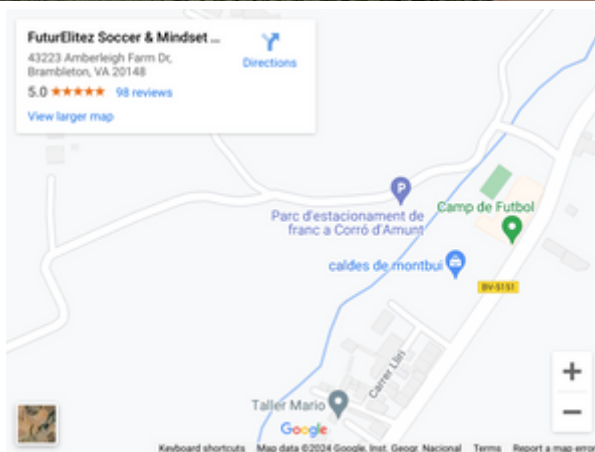 FuturElitez Soccer & Mindset ...
43223 Amberleigh Farm Dr,
Brambleton, VA 20148
Directions
5.0 ★★★★★ 98 reviews
View larger map
P
Parc d'estacionament de
franc a Corró d'Amunt
Camp de Futbol
caldes de montbui
BV-5151
Carrer Lliri
Taller Mario
Google
+
−
Keyboard shortcuts Map data ©2024 Google, Inst. Geogr. Nacional Terms Report a map error